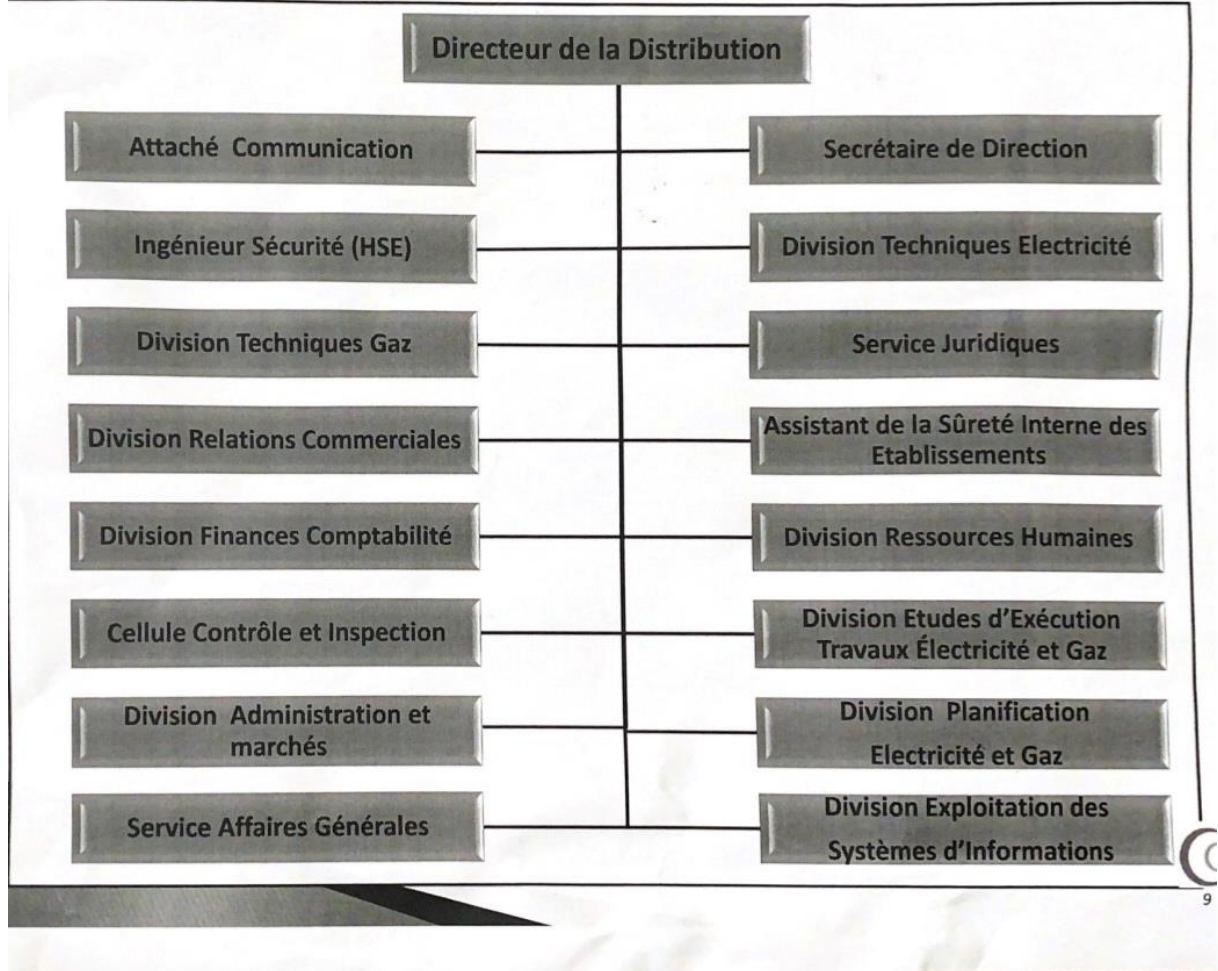 Directeur de la Distribution
Attaché Communication
Secrétaire de Direction
Ingénieur Sécurité (HSE)
Division Techniques Electricité
Division Techniques Gaz
Service Juridiques
Division Relations Commerciales
Assistant de la Sûreté Interne des
Etablissements
Division Finances Comptabilité
Division Ressources Humaines
Cellule Contrôle et Inspection
Division Etudes d'Exécution
Travaux Électricité et Gaz
Division Administration et
marchés
Division Planification
Electricité et Gaz
Service Affaires Générales
Division Exploitation des
Systèmes d'Informations
9